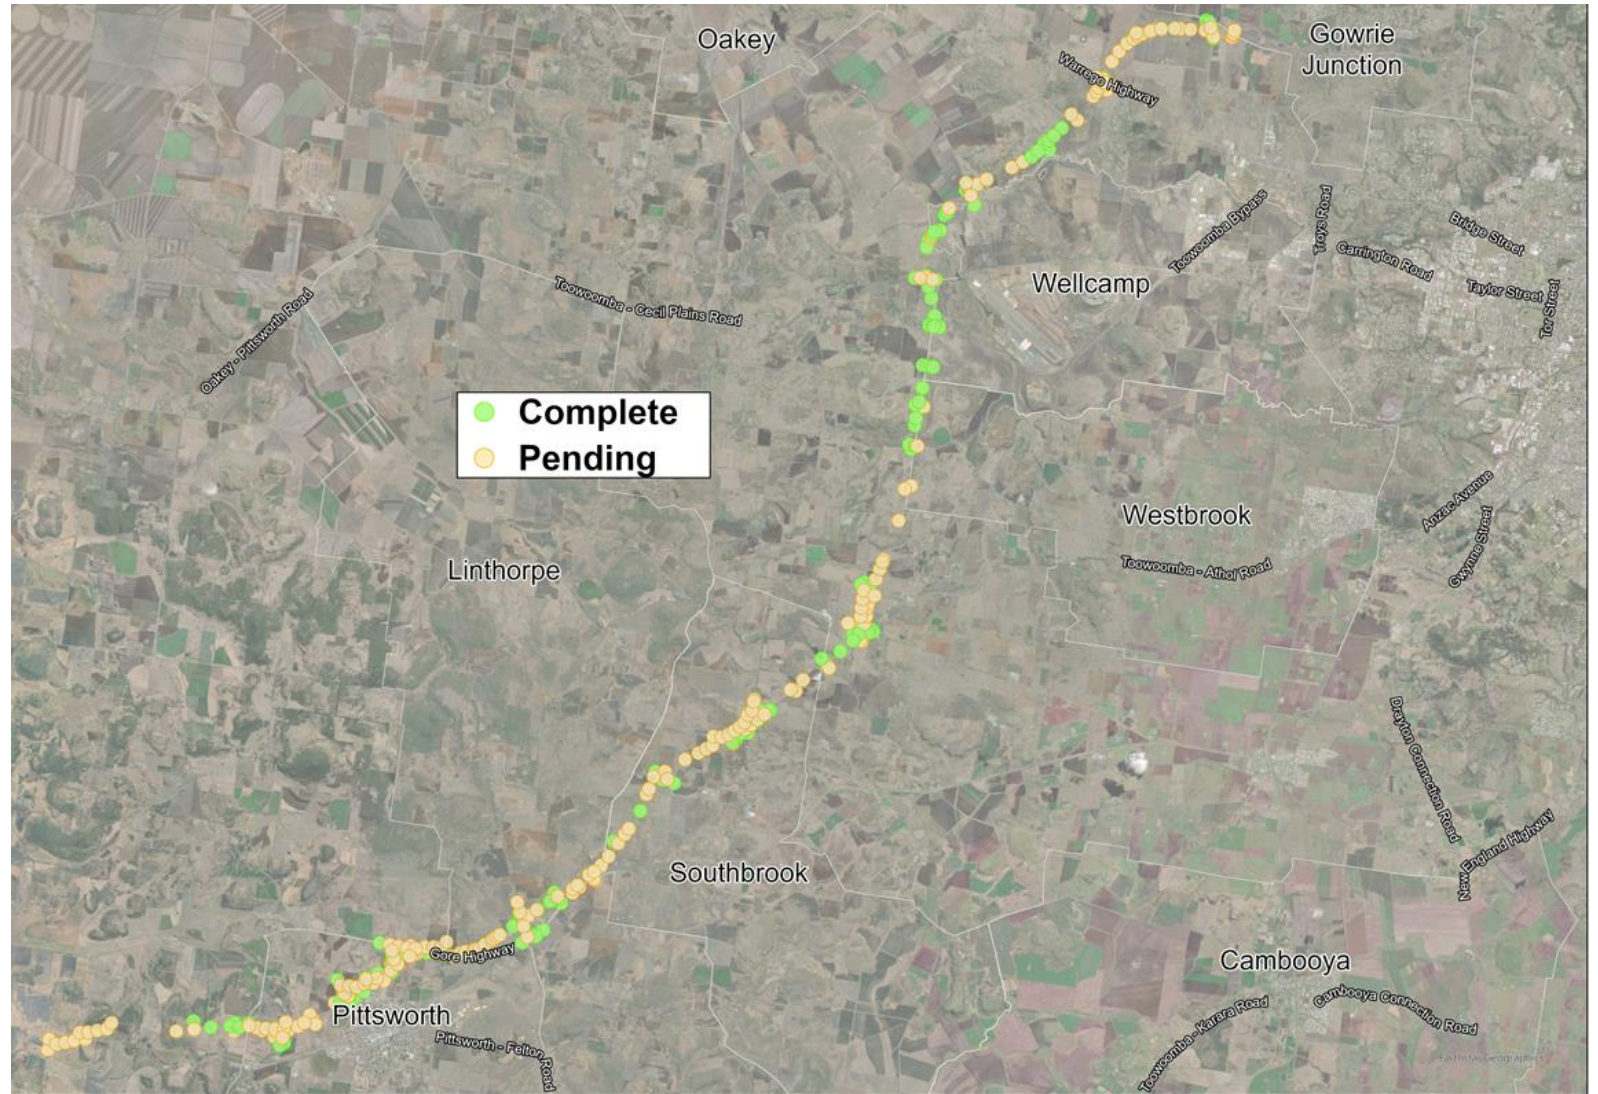 Oakey
Gowrie
Junction
Warrego Highway
Toowoomba Bypass
Troys Road
Bridge Street
Carrington Road
Taylor Street
Tor Street
Wellcamp
Toowoomba - Cecil Plains Road
Oakey - Pittsworth Road
Complete
Pending
Anzac Avenue
Gwynne Street
Westbrook
Toowoomba - Athol Road
Linthorpe
Drayton Connection Road
New England Highway
Southbrook
Gore Highway
Cambooya
Cambooya Connection Road
Toowoomba - Karara Road
Pittsworth
Pittsworth - Felton Road
Earthstar Geographics